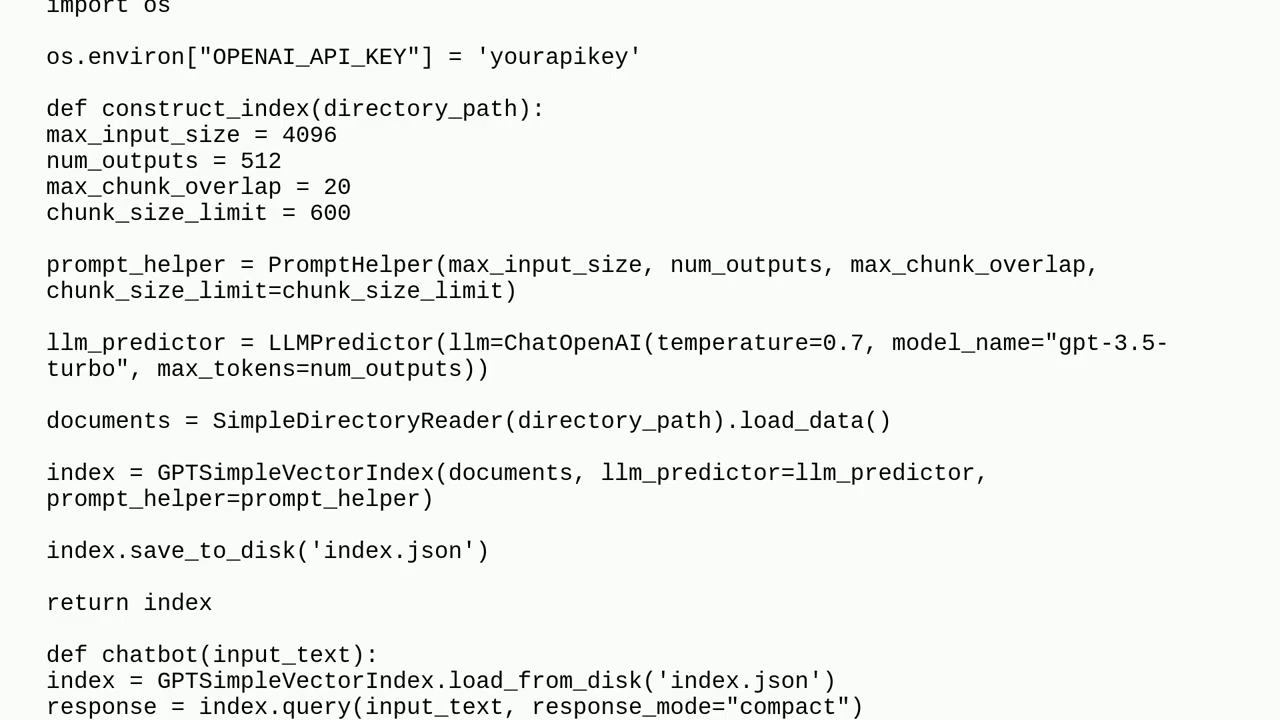 import os
os.environ["OPENAI_API_KEY"] = 'yourapikey'
def construct_index(directory_path):
max_input_size = 4096
num_outputs = 512
max_chunk_overlap = 20
chunk_size_limit = 600
prompt_helper = PromptHelper(max_input_size, num_outputs, max_chunk_overlap,
chunk_size_limit=chunk_size_limit)
llm_predictor = LLMPredictor(llm=ChatOpenAI(temperature=0.7, model_name="gpt-3.5-
turbo", max_tokens=num_outputs))
documents = SimpleDirectoryReader(directory_path).load_data()
index = GPTSimpleVectorIndex(documents, llm_predictor=llm_predictor,
prompt_helper=prompt_helper)
index.save_to_disk('index.json')
return index
def chatbot(input_text):
index = GPTSimpleVectorIndex.load_from_disk('index.json')
response = index.query(input_text, response_mode="compact")